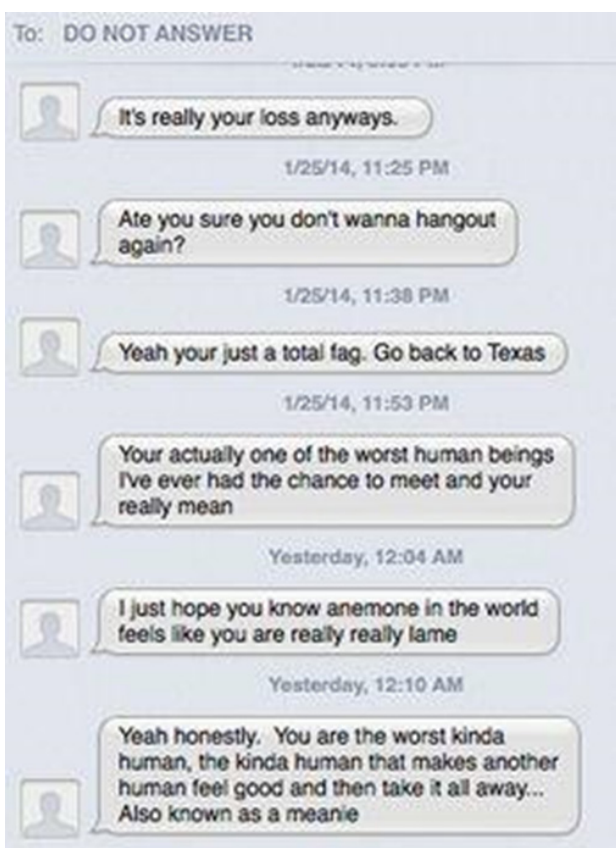 To: DO NOT ANSWER
It's really your loss anyways.
1/25/14, 11:25 PM
Ate you sure you don't wanna hangout
again?
1/25/14, 11:38 PM
Yeah your just a total fag. Go back to Texas
1/25/14, 11:53 PM
Your actually one of the worst human beings
I've ever had the chance to meet and your
really mean
Yesterday, 12:04 AM
I just hope you know anemone in the world
feels like you are really really lame
Yesterday, 12:10 AM
Yeah honestly. You are the worst kinda
human, the kinda human that makes another
human feel good and then take it all away...
Also known as a meanie